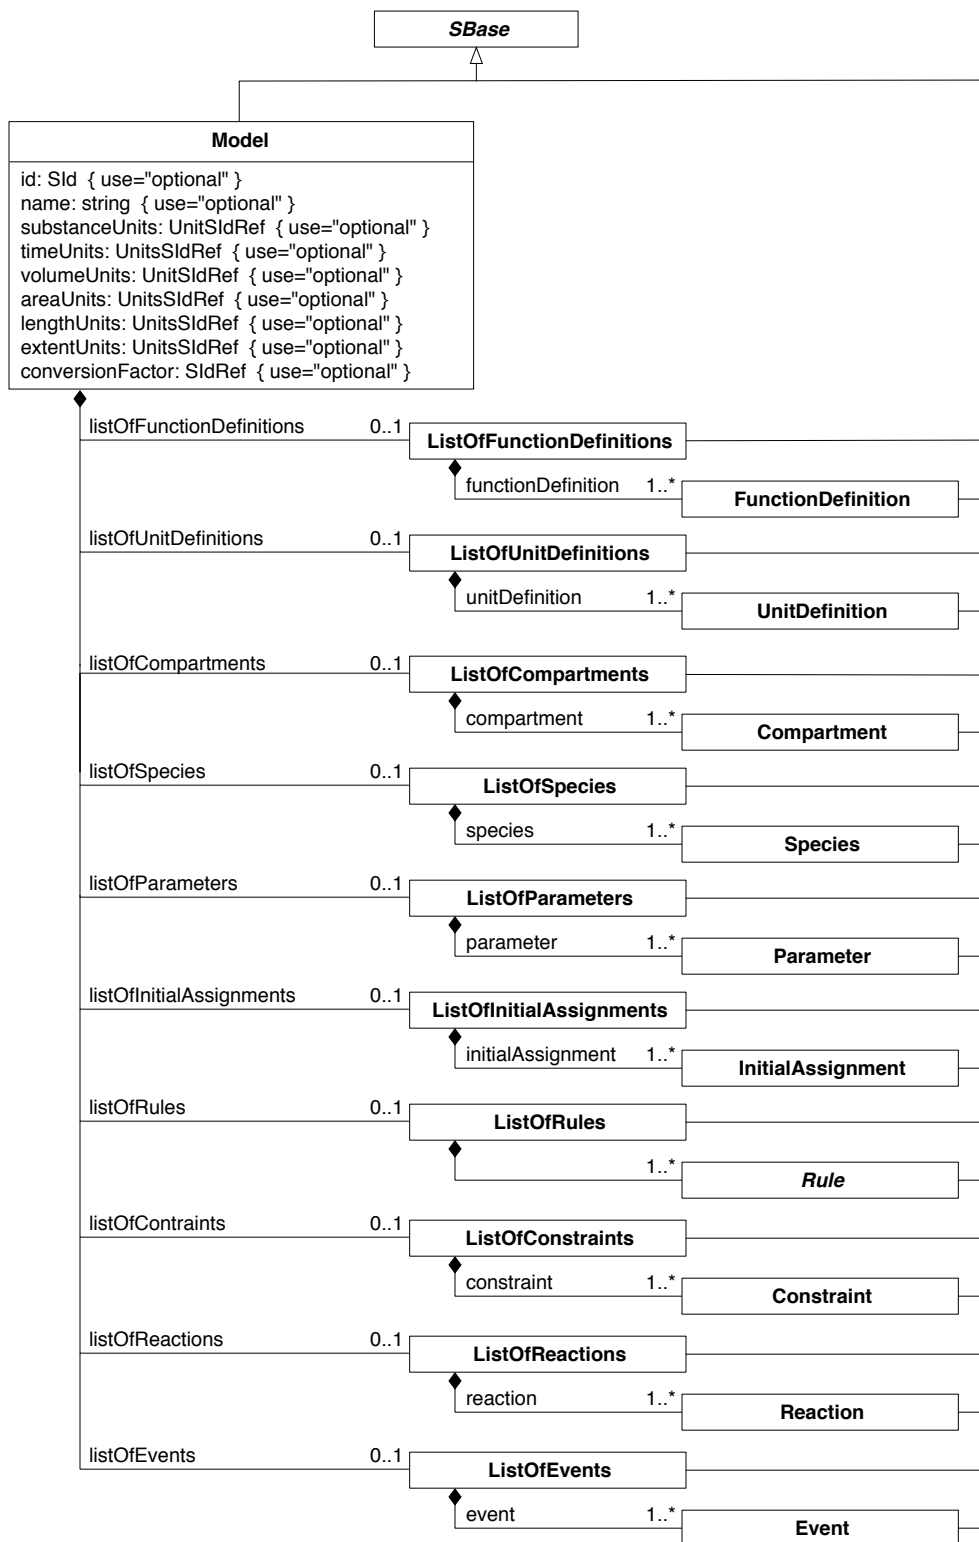 SBase
Model
id: SId { use="optional" }
name: string { use="optional" }
substanceUnits: UnitSIdRef { use="optional" }
timeUnits: UnitsSIdRef { use="optional" }
volumeUnits: UnitSIdRef { use="optional" }
areaUnits: UnitsSIdRef { use="optional" }
lengthUnits: UnitsSIdRef { use="optional" }
extentUnits: UnitsSIdRef { use="optional" }
conversionFactor: SIdRef { use="optional" }
listOfFunctionDefinitions 0..1 ListOfFunctionDefinitions
functionDefinition 1..* FunctionDefinition
listOfUnitDefinitions 0..1 ListOfUnitDefinitions
unitDefinition 1..* UnitDefinition
listOfCompartments 0..1 ListOfCompartments
compartment 1..* Compartment
listOfSpecies 0..1 ListOfSpecies
species 1..* Species
listOfParameters 0..1 ListOfParameters
parameter 1..* Parameter
listOfInitialAssignments 0..1 ListOfInitialAssignments
initialAssignment 1..* InitialAssignment
listOfRules 0..1 ListOfRules
1..* Rule
listOfContraints 0..1 ListOfConstraints
constraint 1..* Constraint
listOfReactions 0..1 ListOfReactions
reaction 1..* Reaction
listOfEvents 0..1 ListOfEvents
event 1..* Event